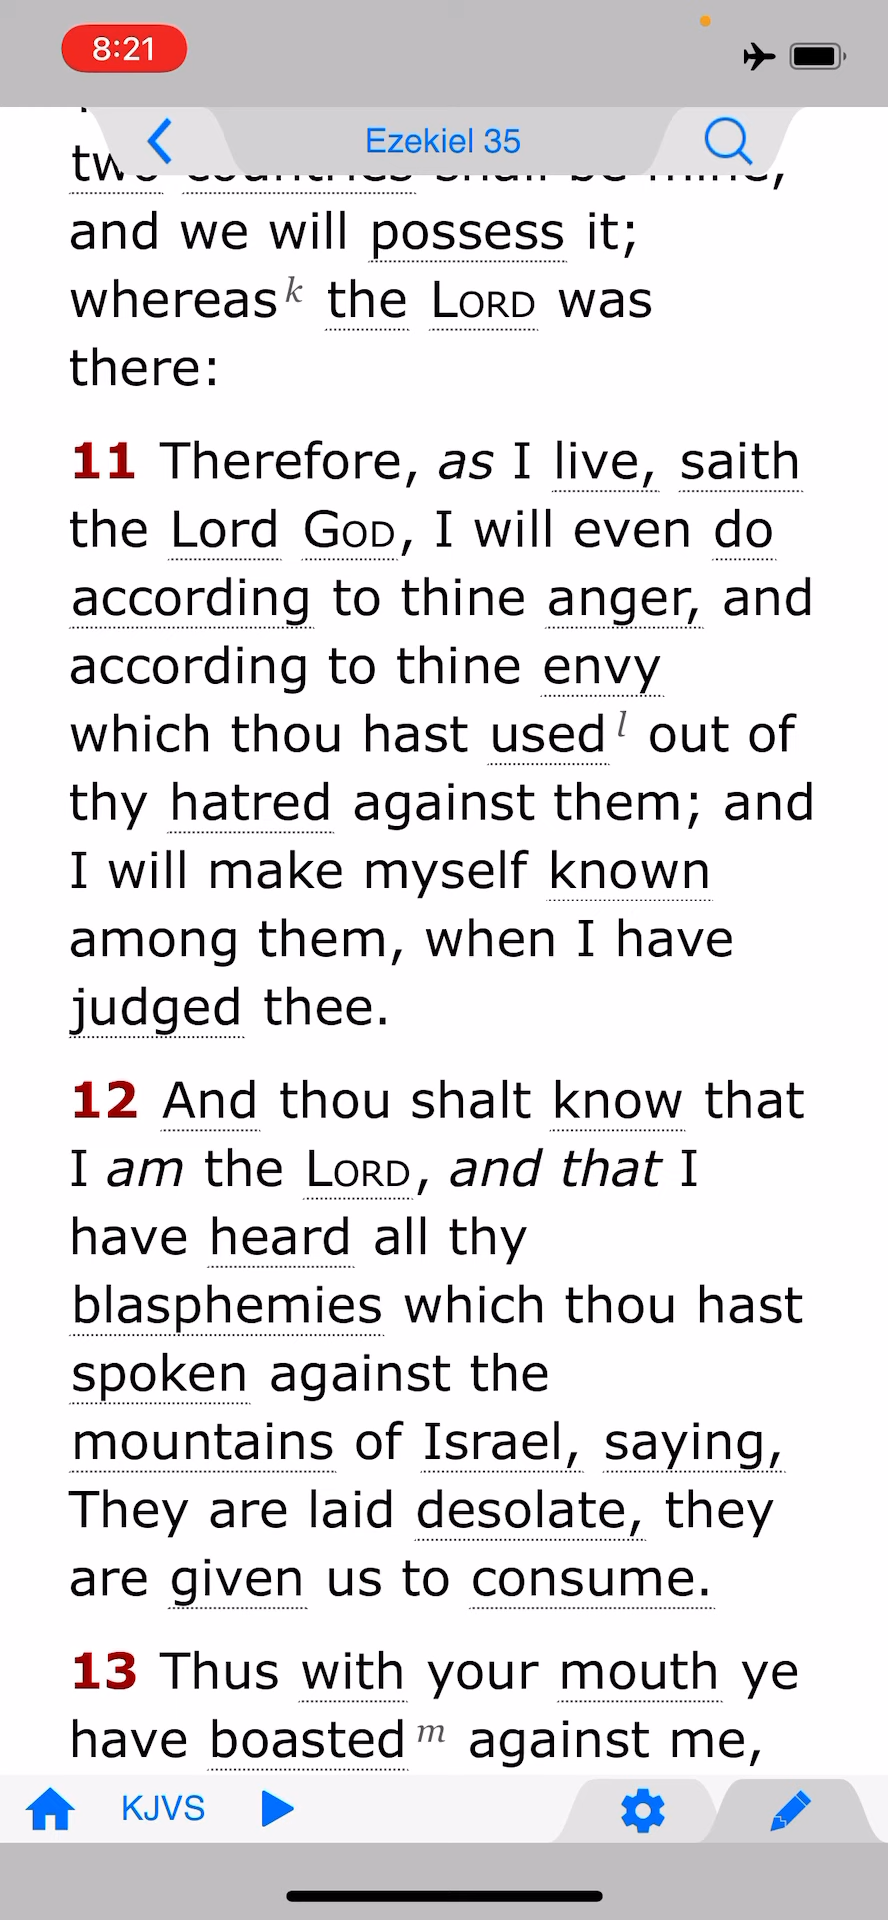 8:21
Ezekiel 35
two countries shall be mine,
and we will possess it;
whereas k the LORD was
there:
11 Therefore, as I live, saith
the Lord GOD, I will even do
according to thine anger, and
according to thine envy
which thou hast used l out of
thy hatred against them; and
I will make myself known
among them, when I have
judged thee.
12 And thou shalt know that
I am the LORD, and that I
have heard all thy
blasphemies which thou hast
spoken against the
mountains of Israel, saying,
They are laid desolate, they
are given us to consume.
13 Thus with your mouth ye
have boasted m against me,
KJVS